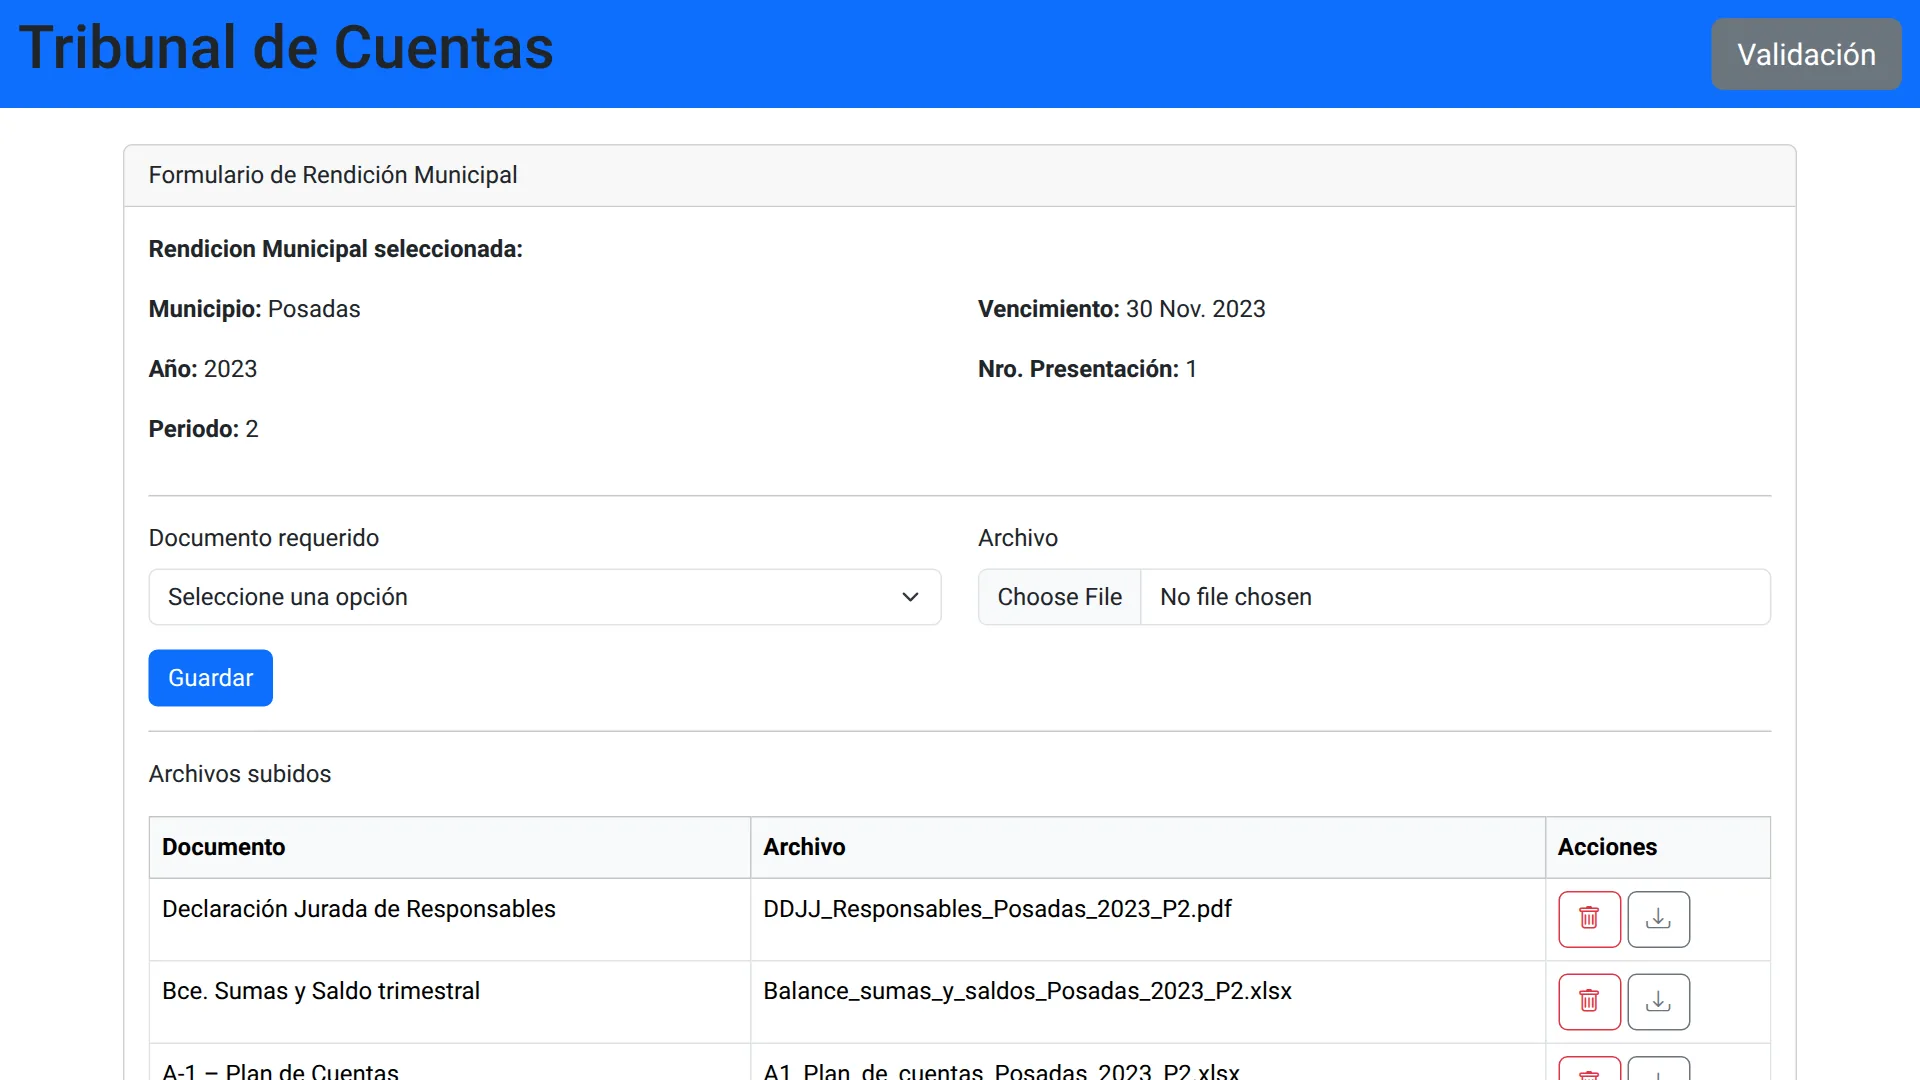 Tribunal de Cuentas
Validación
Formulario de Rendición Municipal
Rendicion Municipal seleccionada:
Municipio: Posadas
Vencimiento: 30 Nov. 2023
Año: 2023
Nro. Presentación: 1
Periodo: 2
Documento requerido
Archivo
Seleccione una opción
Choose File No file chosen
Guardar
Archivos subidos
Documento Archivo Acciones
Declaración Jurada de Responsables DDJJ_Responsables_Posadas_2023_P2.pdf
Bce. Sumas y Saldo trimestral Balance_sumas_y_saldos_Posadas_2023_P2.xlsx
A-1 – Plan de Cuentas A1_Plan_de_cuentas_Posadas_2023_P2.xlsx